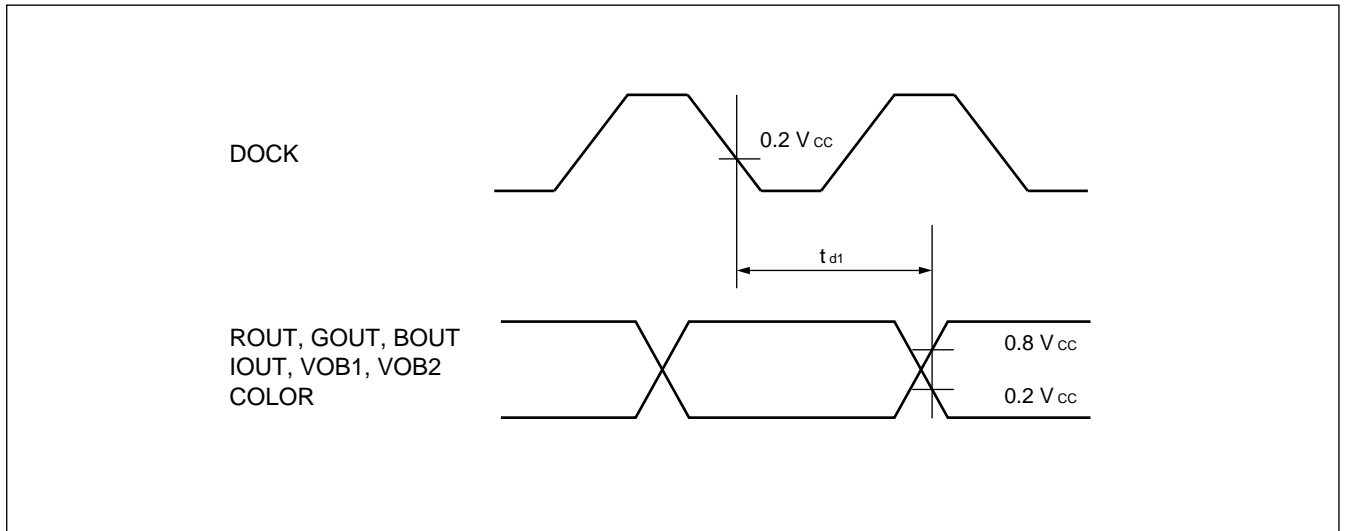 DOCK
0.2 Vcc
td1
ROUT, GOUT, BOUT
IOUT, VOB1, VOB2
COLOR
0.8 Vcc
0.2 Vcc